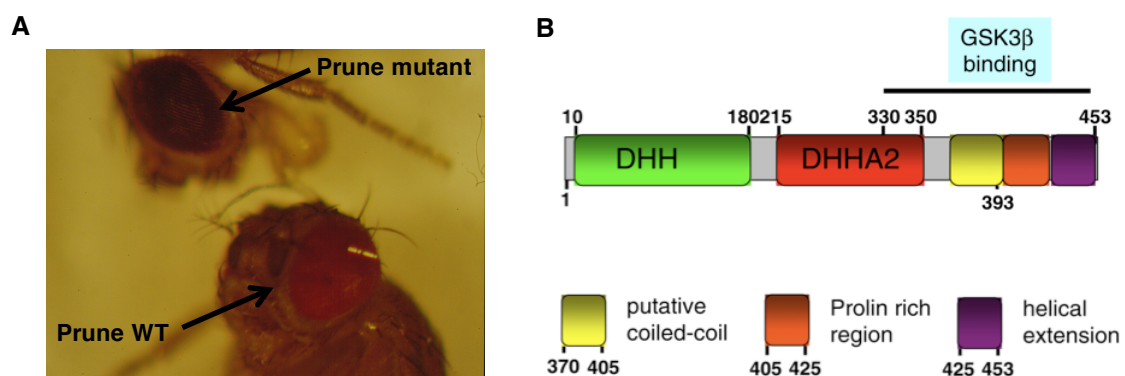 A
Prune mutant
Prune WT
B
GSK3β
binding
10 180 215 330 350 453
DHH DHHA2
1 393
putative
coiled-coil
370 405
Prolin rich
region
405 425
helical
extension
425 453